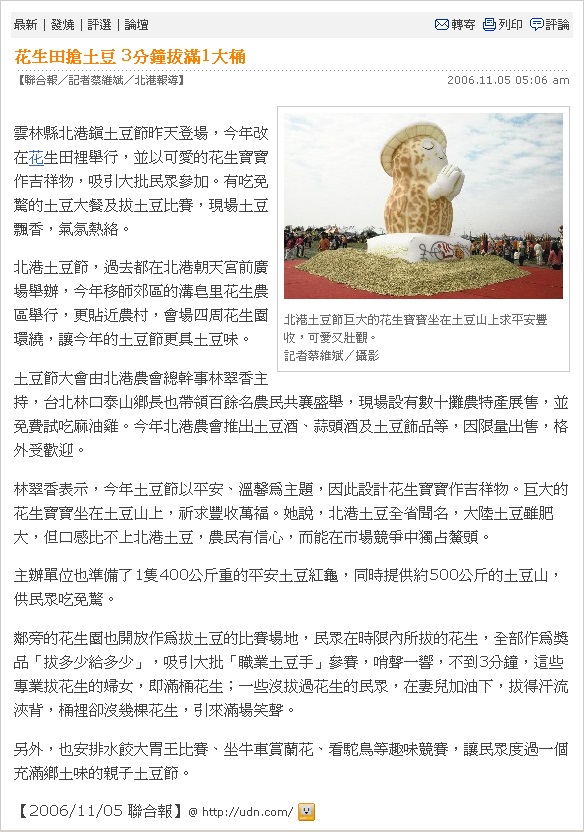 最新 | 發燒 | 評選 | 論壇
轉寄 列印 評論
花生田搶土豆 3分鐘拔滿1大桶
【聯合報╱記者蔡維斌╱北港報導】
2006.11.05 05:06 am
雲林縣北港鎮土豆節昨天登場，今年改
在花生田裡舉行，並以可愛的花生寶寶
作吉祥物，吸引大批民眾參加。有吃免
驚的土豆大餐及拔土豆比賽，現場土豆
飄香，氣氛熱絡。
北港土豆節，過去都在北港朝天宮前廣
場舉辦，今年移師郊區的溝皂里花生農
區舉行，更貼近農村，會場四周花生園
環繞，讓今年的土豆節更具土豆味。
北港土豆節巨大的花生寶寶坐在土豆山上求平安豐
收，可愛又壯觀。
記者蔡維斌／攝影
土豆節大會由北港農會總幹事林翠香主
持，台北林口泰山鄉長也帶領百餘名農民共襄盛舉，現場設有數十攤農特產展售，並
免費試吃麻油雞。今年北港農會推出土豆酒、蒜頭酒及土豆飾品等，因限量出售，格
外受歡迎。
林翠香表示，今年土豆節以平安、溫馨為主題，因此設計花生寶寶作吉祥物。巨大的
花生寶寶坐在土豆山上，祈求豐收萬福。她說，北港土豆全省聞名，大陸土豆雖肥
大，但口感比不上北港土豆，農民有信心，而能在市場競爭中獨占鰲頭。
主辦單位也準備了1隻400公斤重的平安土豆紅龜，同時提供約500公斤的土豆山，
供民眾吃免驚。
鄰旁的花生園也開放作為拔土豆的比賽場地，民眾在時限內所拔的花生，全部作為獎
品「拔多少給多少」，吸引大批「職業土豆手」參賽，哨聲一響，不到3分鐘，這些
專業拔花生的婦女，即滿桶花生；一些沒拔過花生的民眾，在妻兒加油下，拔得汗流
浹背，桶裡卻沒幾棵花生，引來滿場笑聲。
另外，也安排水餃大胃王比賽、坐牛車賞蘭花、看駝鳥等趣味競賽，讓民眾度過一個
充滿鄉土味的親子土豆節。
【2006/11/05 聯合報】@ http://udn.com/